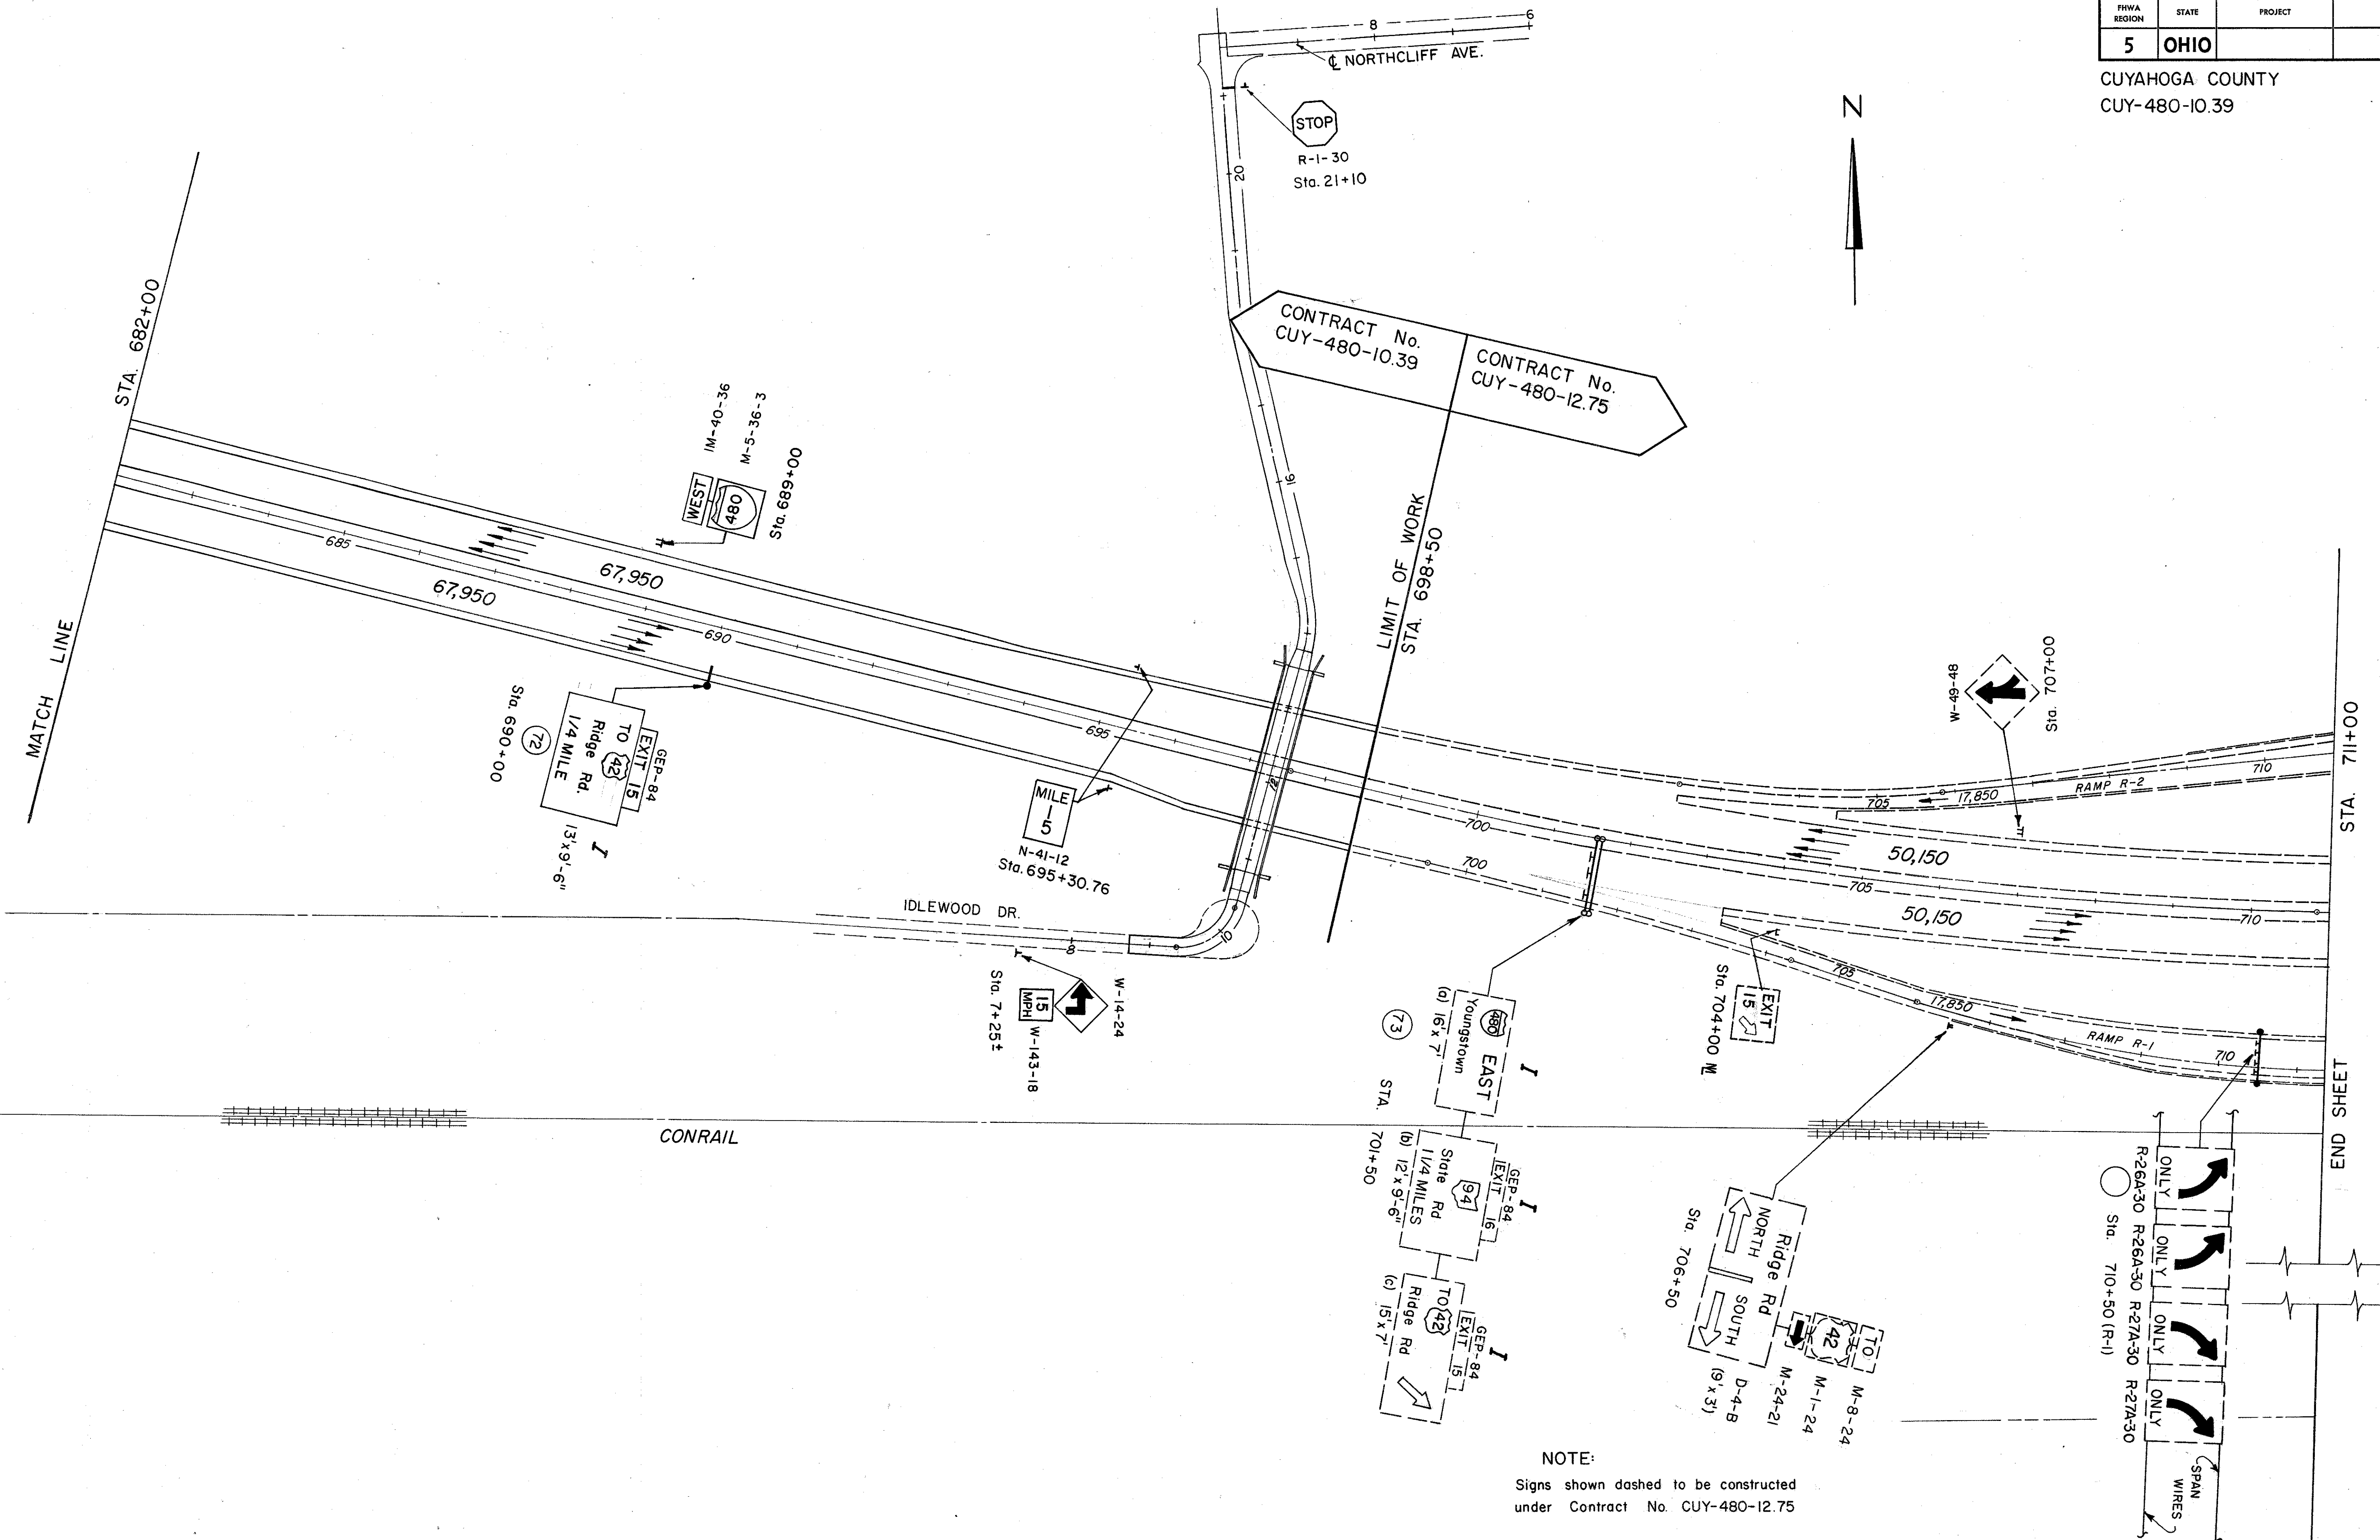 FHWA REGION
STATE
PROJECT
5
OHIO
CUYAHOGA COUNTY
CUY-480-10.39
8
6
℄ NORTHCLIFF AVE.
STOP
R-1-30
Sta. 21+10
20
N
CONTRACT No.
CUY-480-10.39
CONTRACT No.
CUY-480-12.75
16
STA. 682+00
MATCH LINE
IM-40-36
M-5-36-3
WEST
480
Sta. 689+00
685
67,950
67,950
690
695
12
LIMIT OF WORK
STA. 698+50
GEP-84
EXIT 15
TO 42
Ridge Rd.
1/4 MILE
13'x9'-6"
I
72
Sta. 690+00
MILE
5
N-41-12
Sta. 695+30.76
IDLEWOOD DR.
8
10
W-14-24
15
MPH
W-143-18
Sta. 7+25±
CONRAIL
W-49-48
Sta. 707+00
STA. 711+00
END SHEET
700
700
705
17,850
RAMP R-2
710
50,150
705
50,150
710
705
17,850
RAMP R-1
710
EXIT
15
Sta. 704+00 M
I
480 EAST
Youngstown
(a) 16'x 7'
73
STA. 701+50
I
GEP-84
EXIT 16
94
State Rd
1 1/4 MILES
(b) 12'x 9'-6"
I
GEP-84
EXIT 15
TO 42
Ridge Rd
(c) 15'x7'
Ridge Rd
NORTH SOUTH
Sta. 706+50
TO
42
M-8-24
M-1-24
M-24-21
D-4-B
(9'x3')
ONLY
ONLY
ONLY
ONLY
R-26A-30 R-26A-30 R-27A-30 R-27A-30
Sta. 710+50 (R-1)
SPAN
WIRES
NOTE:
Signs shown dashed to be constructed
under Contract No. CUY-480-12.75